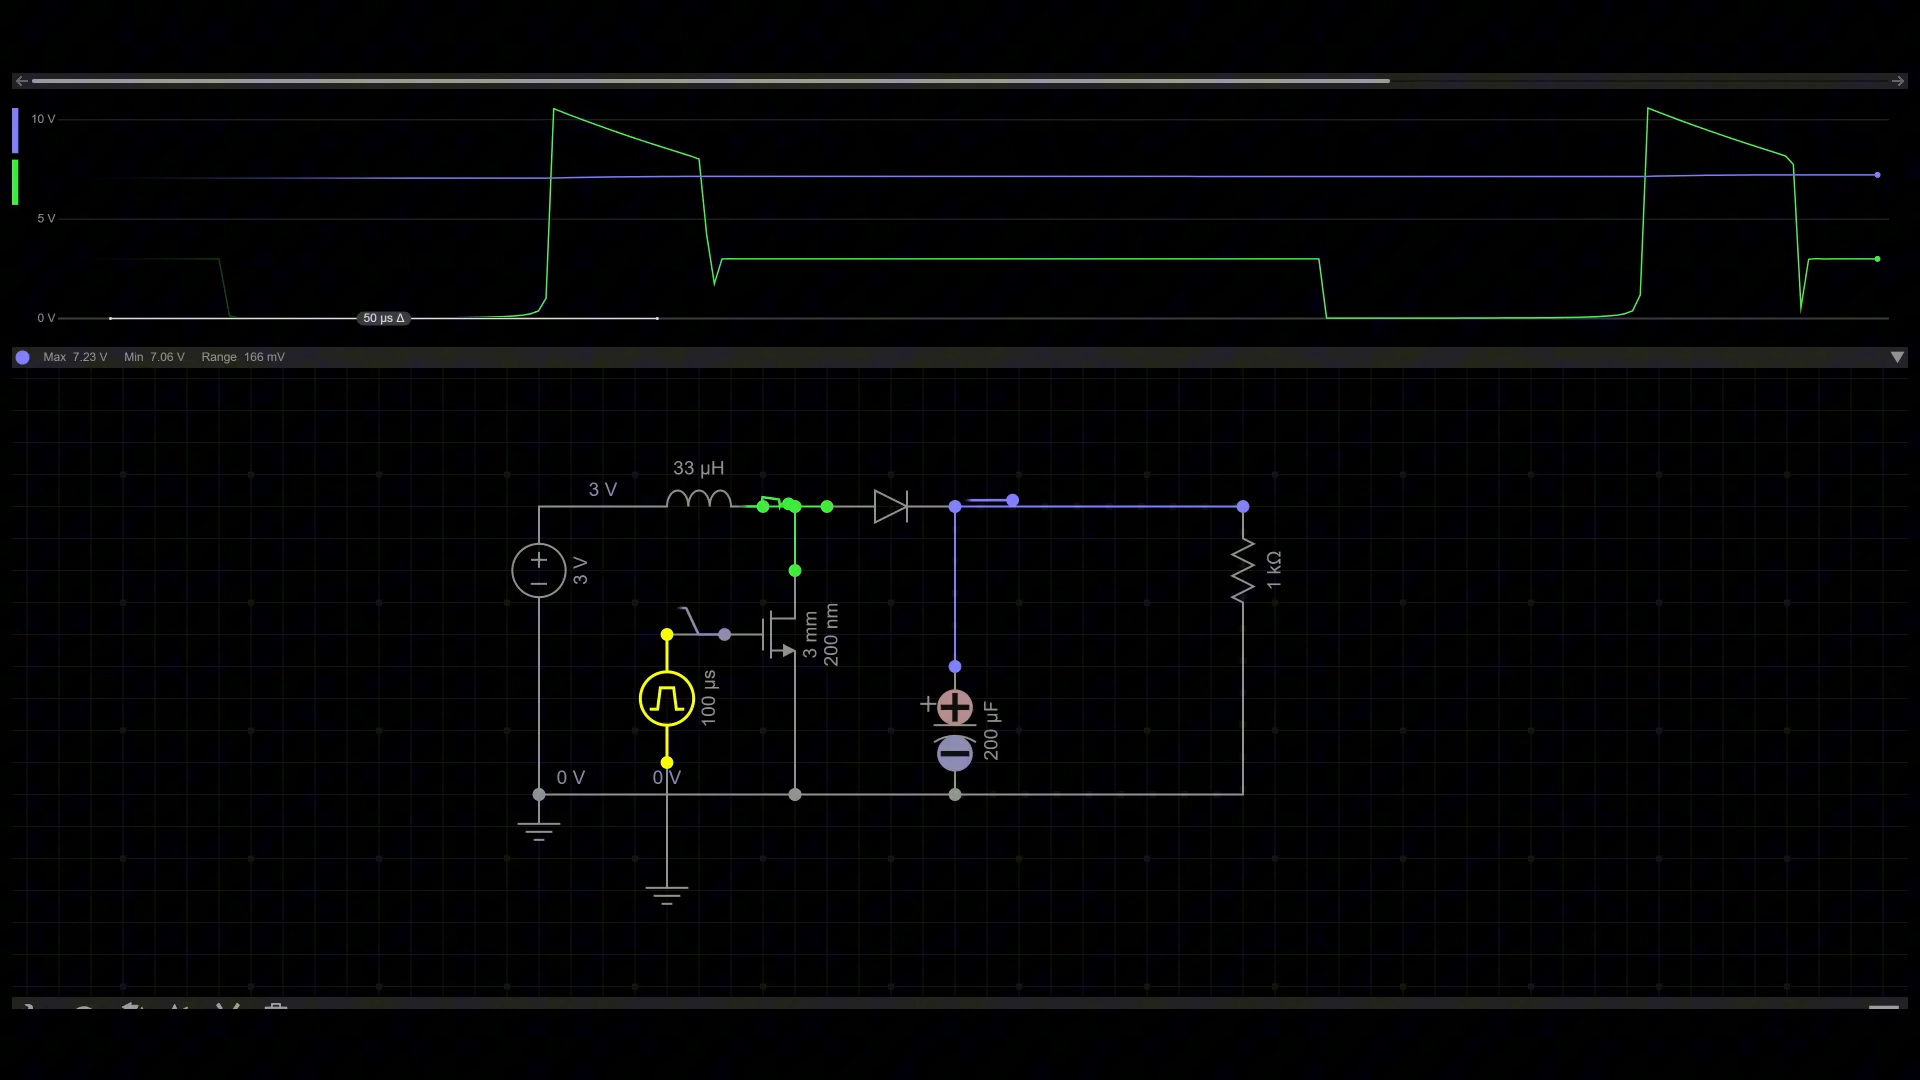 10 V
5 V
0 V
50 µs Δ
Max 7.23 V Min 7.06 V Range 166 mV
33 µH
3 V
3 V
1 kΩ
3 mm
200 nm
100 µs
200 µF
0 V
0 V